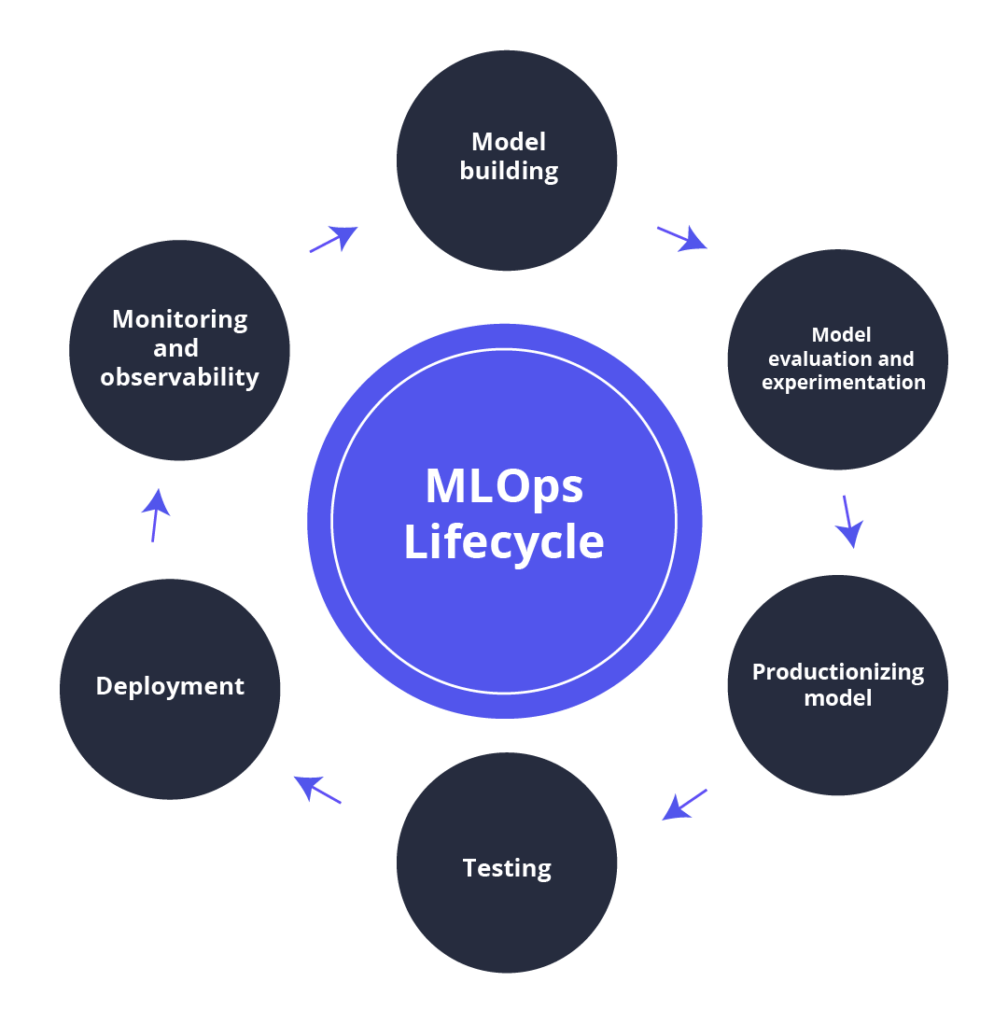 Model
building
Model
evaluation and
experimentation
Productionizing
model
Testing
Deployment
Monitoring
and
observability
MLOps
Lifecycle